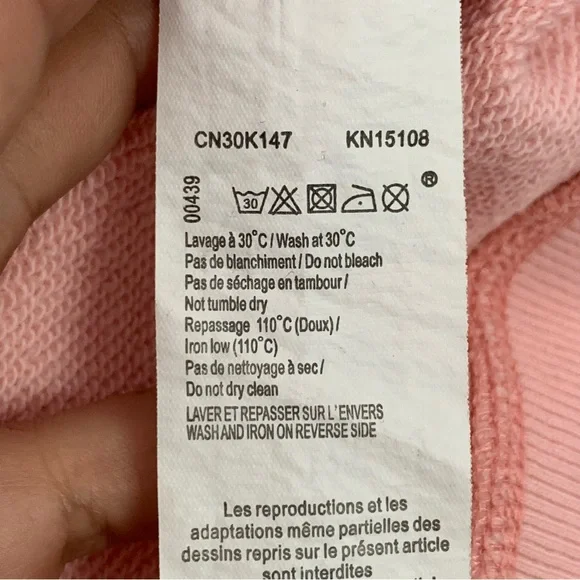 CN30K147 KN15108
00439
30 ®
Lavage à 30°C / Wash at 30°C
Pas de blanchiment / Do not bleach
Pas de séchage en tambour /
Not tumble dry
Repassage 110°C (Doux) /
Iron low (110°C)
Pas de nettoyage à sec /
Do not dry clean
LAVER ET REPASSER SUR L'ENVERS
WASH AND IRON ON REVERSE SIDE
Les reproductions et les
adaptations même partielles des
dessins repris sur le présent article
sont interdites